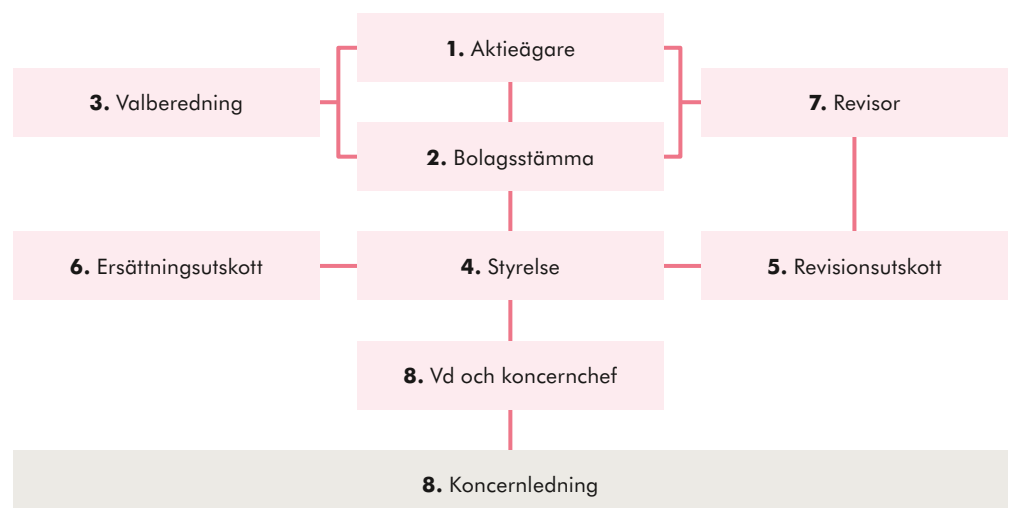 1. Aktieägare
3. Valberedning
7. Revisor
2. Bolagsstämma
6. Ersättningsutskott
4. Styrelse
5. Revisionsutskott
8. Vd och koncernchef
8. Koncernledning